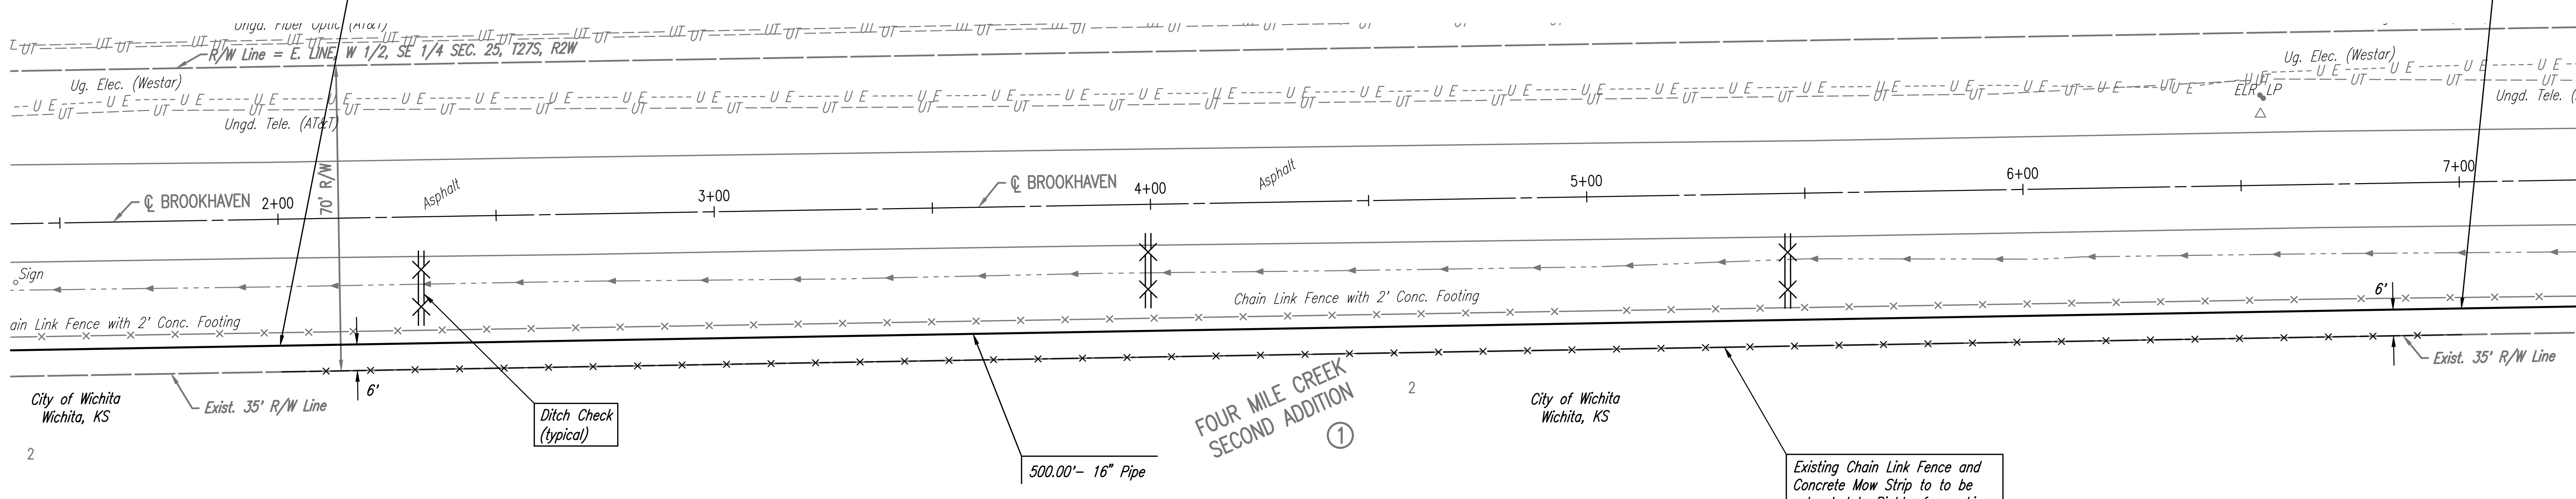 Ungd. Fiber Optic (AT&T)
R/W Line = E. LINE, W 1/2, SE 1/4 SEC. 25, T27S, R2W
Ug. Elec. (Westar)
Ug. Elec. (Westar)
Ungd. Tele. (AT&T)
ELR LP
Ungd. Tele. (
70' R/W
Asphalt
Asphalt
℄ BROOKHAVEN
2+00
3+00
℄ BROOKHAVEN
4+00
5+00
6+00
7+00
Sign
ain Link Fence with 2' Conc. Footing
Chain Link Fence with 2' Conc. Footing
6'
6'
City of Wichita
Wichita, KS
Exist. 35' R/W Line
Ditch Check
(typical)
500.00'- 16" Pipe
FOUR MILE CREEK
SECOND ADDITION
1
2
City of Wichita
Wichita, KS
Exist. 35' R/W Line
2
Existing Chain Link Fence and
Concrete Mow Strip to to be